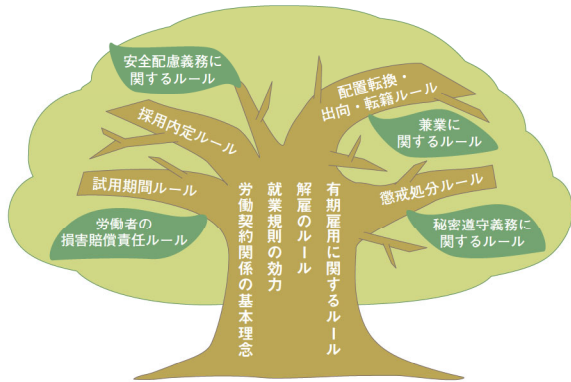 安全配慮義務に
関するルール
配置転換・
出向・転籍ルール
採用内定ルール
兼業に
関するルール
試用期間ルール
懲戒処分ルール
労働者の
損害賠償責任ルール
秘密遵守義務に
関するルール
有期雇用に関するルール
解雇のルール
就業規則の効力
労働契約関係の基本理念